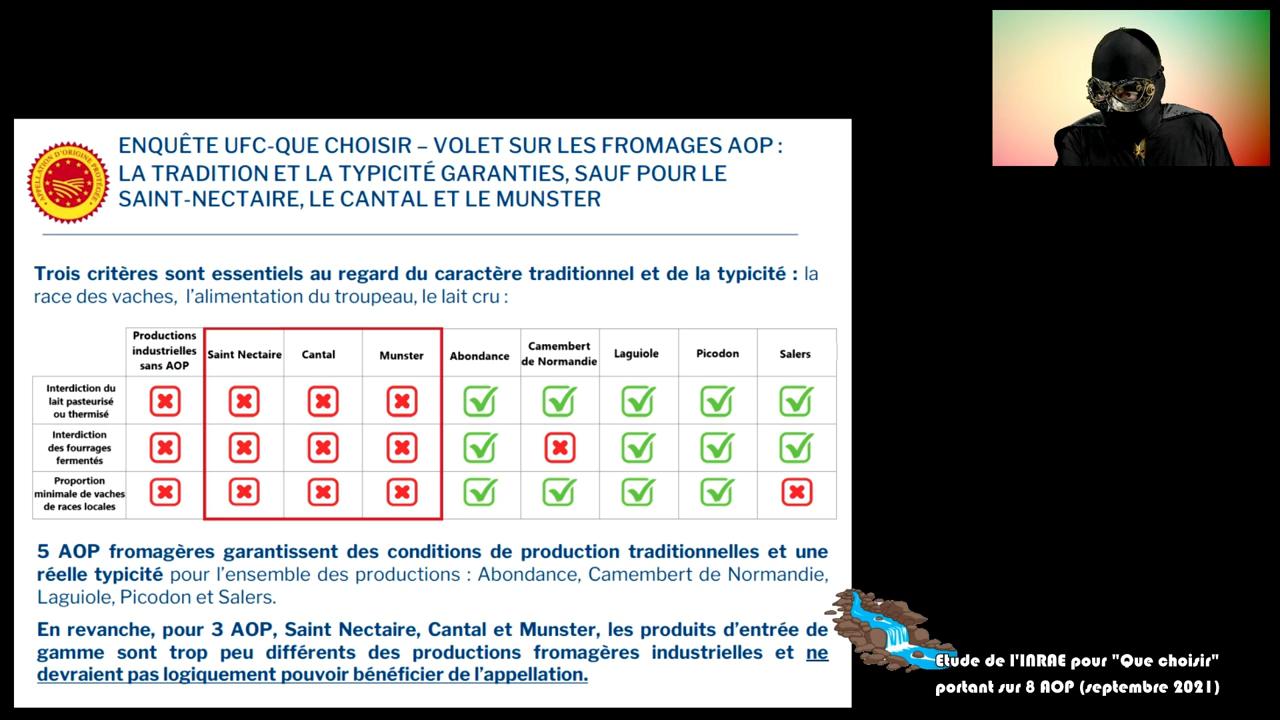 ENQUÊTE UFC-QUE CHOISIR – VOLET SUR LES FROMAGES AOP :
LA TRADITION ET LA TYPICITÉ GARANTIES, SAUF POUR LE
SAINT-NECTAIRE, LE CANTAL ET LE MUNSTER
APPELLATION D'ORIGINE PROTÉGÉE
Trois critères sont essentiels au regard du caractère traditionnel et de la typicité : la
race des vaches, l'alimentation du troupeau, le lait cru :
Productions
industrielles
sans AOP
Saint Nectaire
Cantal
Munster
Abondance
Camembert
de Normandie
Laguiole
Picodon
Salers
Interdiction du
lait pasteurisé
ou thermisé
Interdiction
des fourrages
fermentés
Proportion
minimale de vaches
de races locales
5 AOP fromagères garantissent des conditions de production traditionnelles et une
réelle typicité pour l'ensemble des productions : Abondance, Camembert de Normandie,
Laguiole, Picodon et Salers.
En revanche, pour 3 AOP, Saint Nectaire, Cantal et Munster, les produits d'entrée de
gamme sont trop peu différents des productions fromagères industrielles et ne
devraient pas logiquement pouvoir bénéficier de l'appellation.
Etude de l'INRAE pour "Que choisir"
portant sur 8 AOP (septembre 2021)